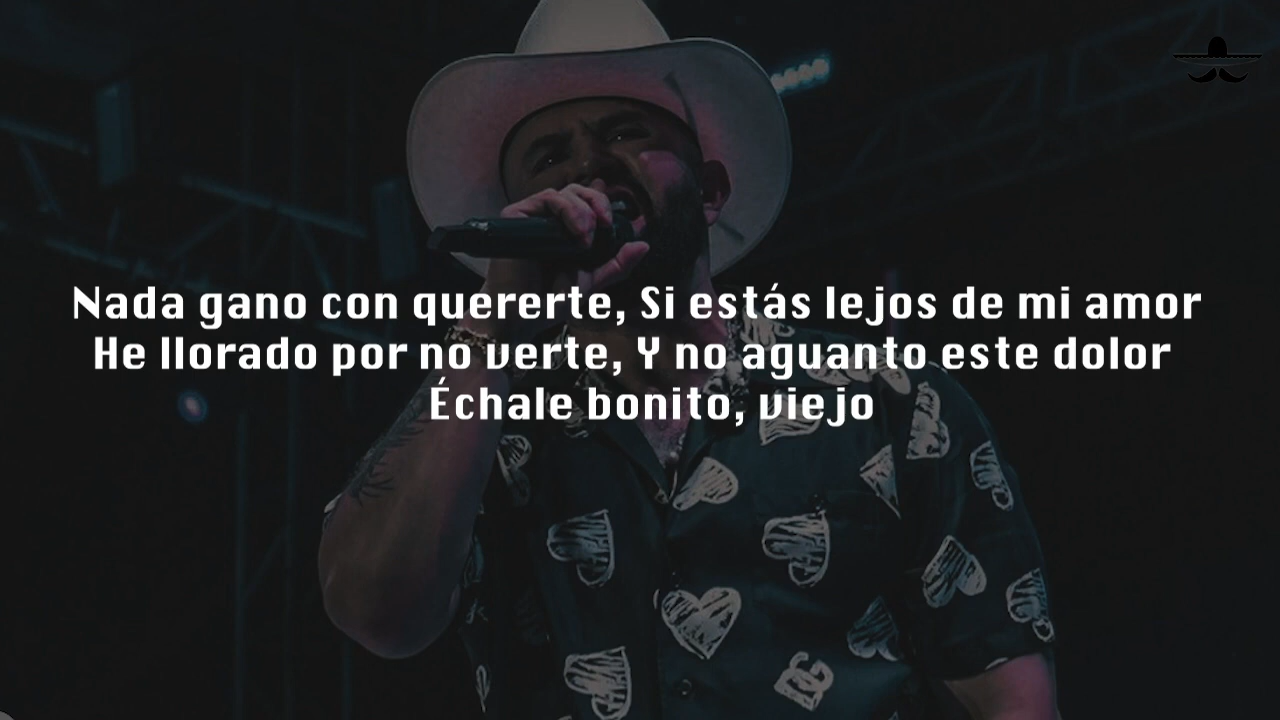 Nada gano con quererte, Si estás lejos de mi amor
He llorado por no verte, Y no aguanto este dolor
Échale bonito, viejo